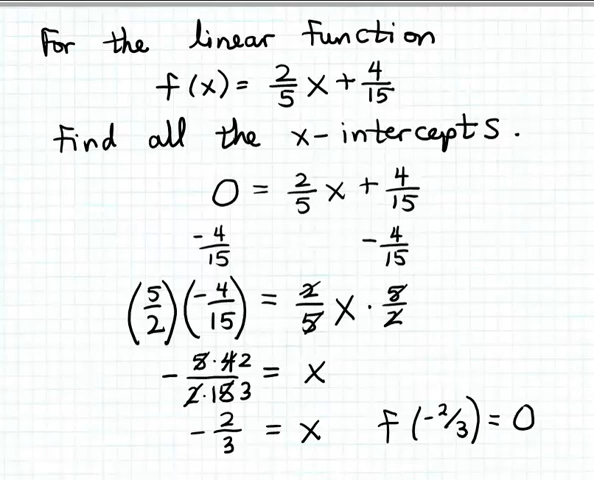 For the linear function
f(x) = 2/5 x + 4/15
Find all the x-intercepts.
0 = 2/5 x + 4/15
-4/15 -4/15
(5/2)(-4/15) = 2/5 x · 5/2
- 5·4 2/2·15 3 = x
- 2/3 = x f(-2/3) = 0